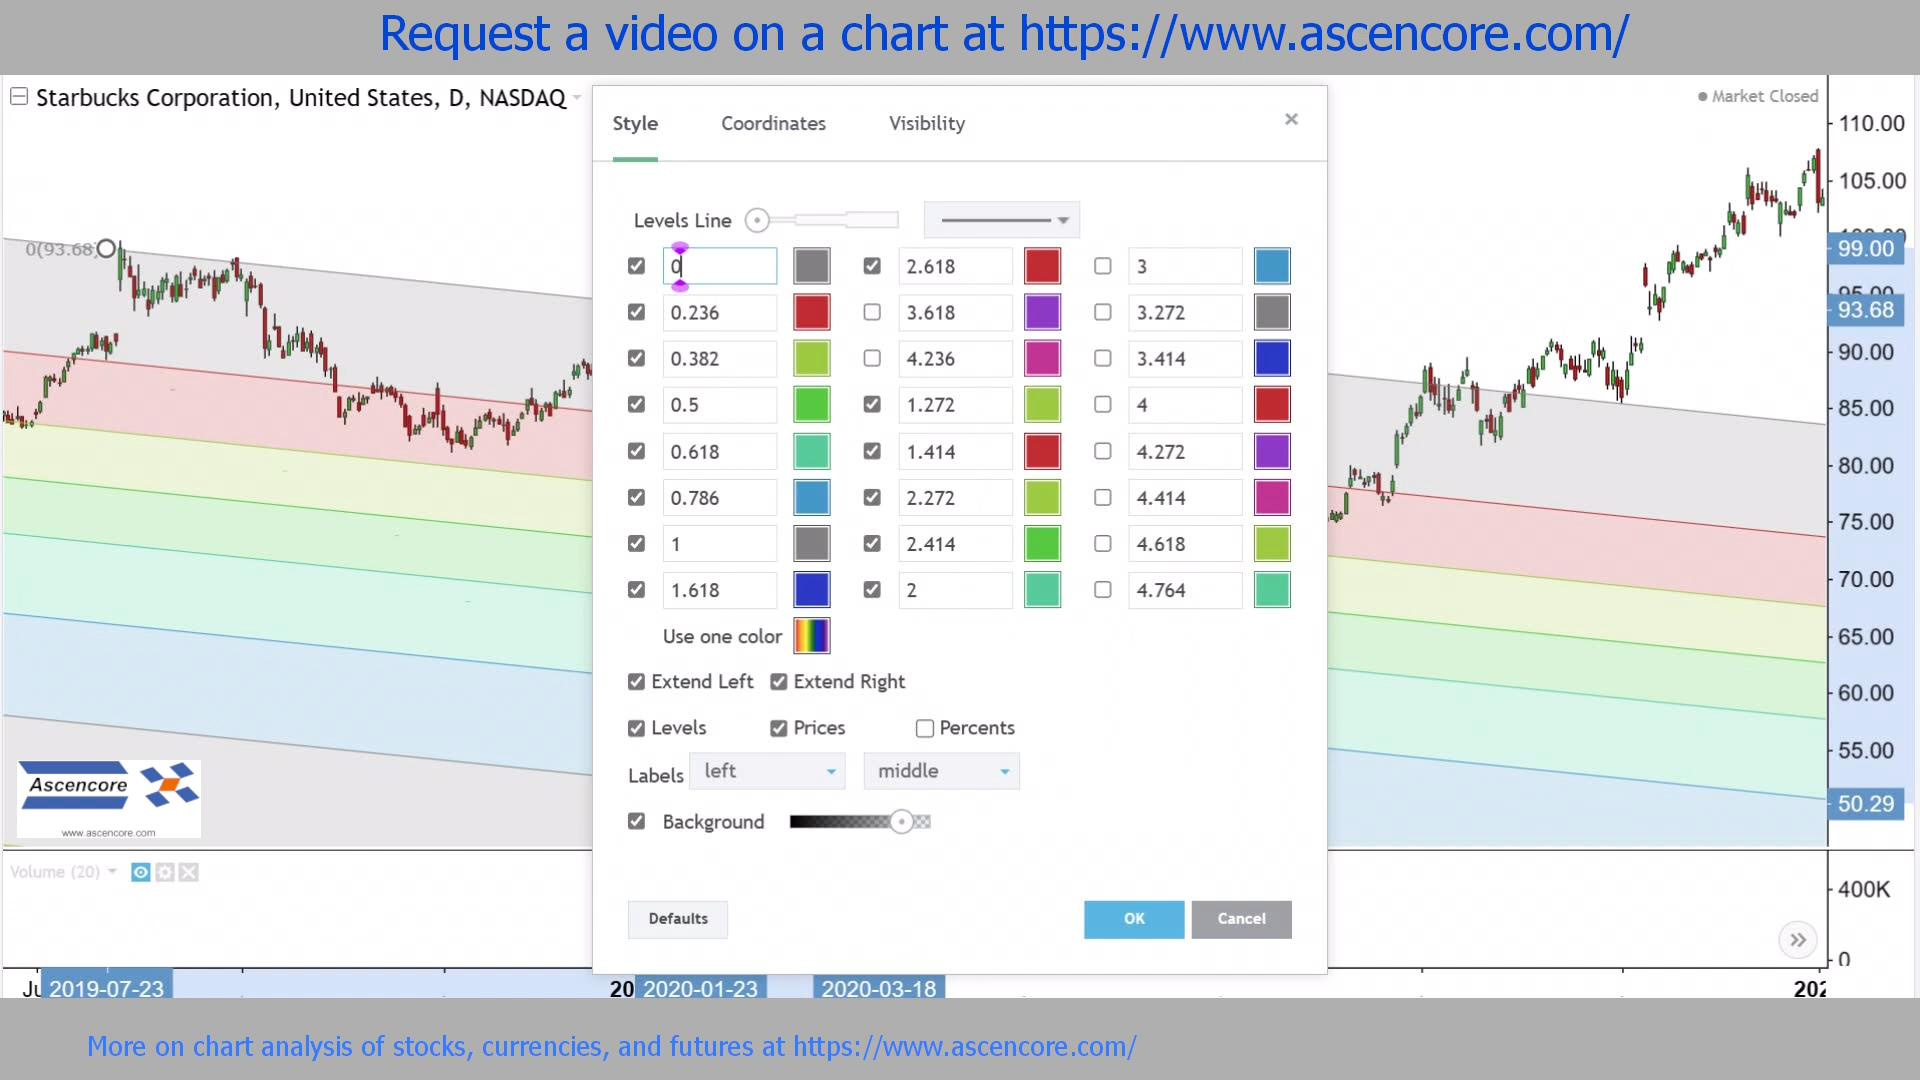 Request a video on a chart at https://www.ascencore.com/
Starbucks Corporation, United States, D, NASDAQ
Market Closed
Style Coordinates Visibility
Levels Line
0 2.618 3
0.236 3.618 3.272
0.382 4.236 3.414
0.5 1.272 4
0.618 1.414 4.272
0.786 2.272 4.414
1 2.414 4.618
1.618 2 4.764
Use one color
Extend Left Extend Right
Levels Prices Percents
Labels left middle
Background
Defaults OK Cancel
0(93.68)
110.00
105.00
100.00
99.00
95.00
93.68
90.00
85.00
80.00
75.00
70.00
65.00
60.00
55.00
50.29
Ascencore
www.ascencore.com
Volume (20)
400K
0
Ju 2019-07-23 20 2020-01-23 2020-03-18 202
More on chart analysis of stocks, currencies, and futures at https://www.ascencore.com/